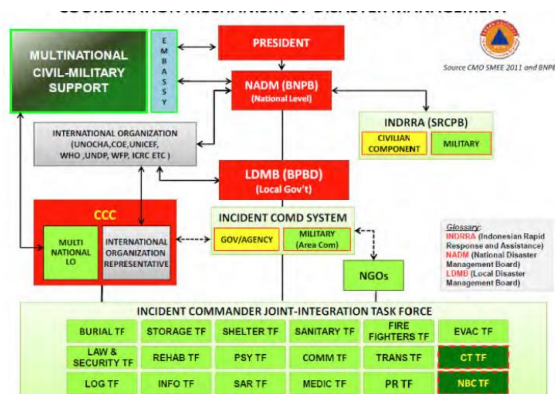 COORDINATION MECHANISM OF DISASTER MANAGEMENT
MULTINATIONAL
CIVIL-MILITARY
SUPPORT
EMBASSY
PRESIDENT
Source CMO SMEE 2011 and BNPB
NADM (BNPB)
(National Level)
INDRRA (SRCPB)
CIVILIAN
COMPONENT
MILITARY
INTERNATIONAL ORGANIZATION
(UNOCHA,COE,UNICEF,
WHO ,UNDP, WFP, ICRC ETC )
LDMB (BPBD)
(Local Gov't)
CCC
MULTI
NATIONAL
LO
INTERNATIONAL
ORGANIZATION
REPRESENTATIVE
INCIDENT COMD SYSTEM
GOV/AGENCY
MILITARY
(Area Com)
NGOs
Glossary:
INDRRA (Indonesian Rapid
Response and Assistance)
NADM (National Disaster
Management Board)
LDMB (Local Disaster
Management Board)
INCIDENT COMMANDER JOINT-INTEGRATION TASK FORCE
BURIAL TF
STORAGE TF
SHELTER TF
SANITARY TF
FIRE
FIGHTERS TF
EVAC TF
LAW &
SECURITY TF
REHAB TF
PSY TF
COMM TF
TRANS TF
CT TF
LOG TF
INFO TF
SAR TF
MEDIC TF
PR TF
NBC TF